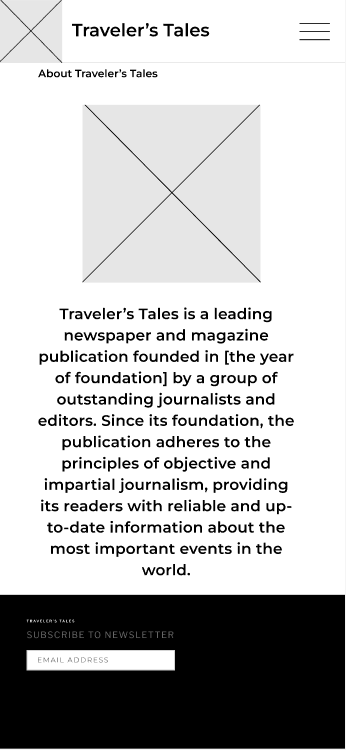 Traveler’s Tales
About Traveler’s Tales
Traveler’s Tales is a leading
newspaper and magazine
publication founded in [the year
of foundation] by a group of
outstanding journalists and
editors. Since its foundation, the
publication adheres to the
principles of objective and
impartial journalism, providing
its readers with reliable and up-
to-date information about the
most important events in the
world.
TRAVELER'S TALES
SUBSCRIBE TO NEWSLETTER
EMAIL ADDRESS